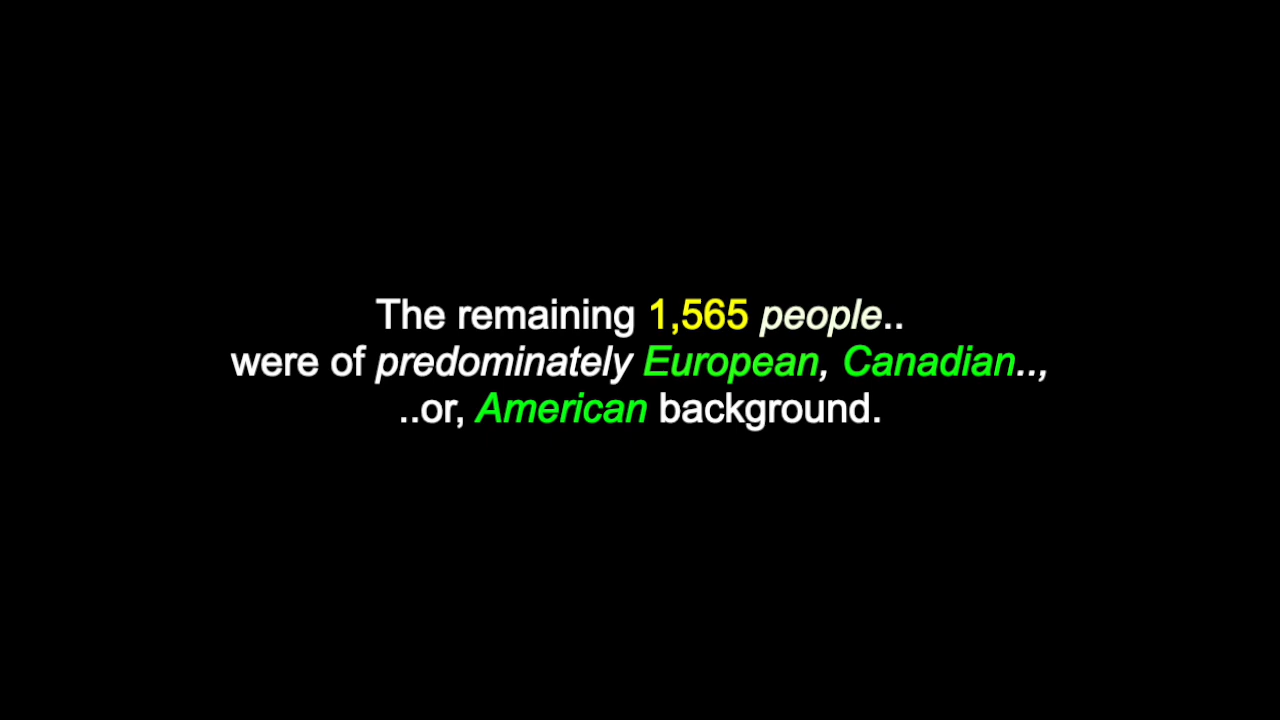 The remaining 1,565 people..
were of predominately European, Canadian..,
..or, American background.